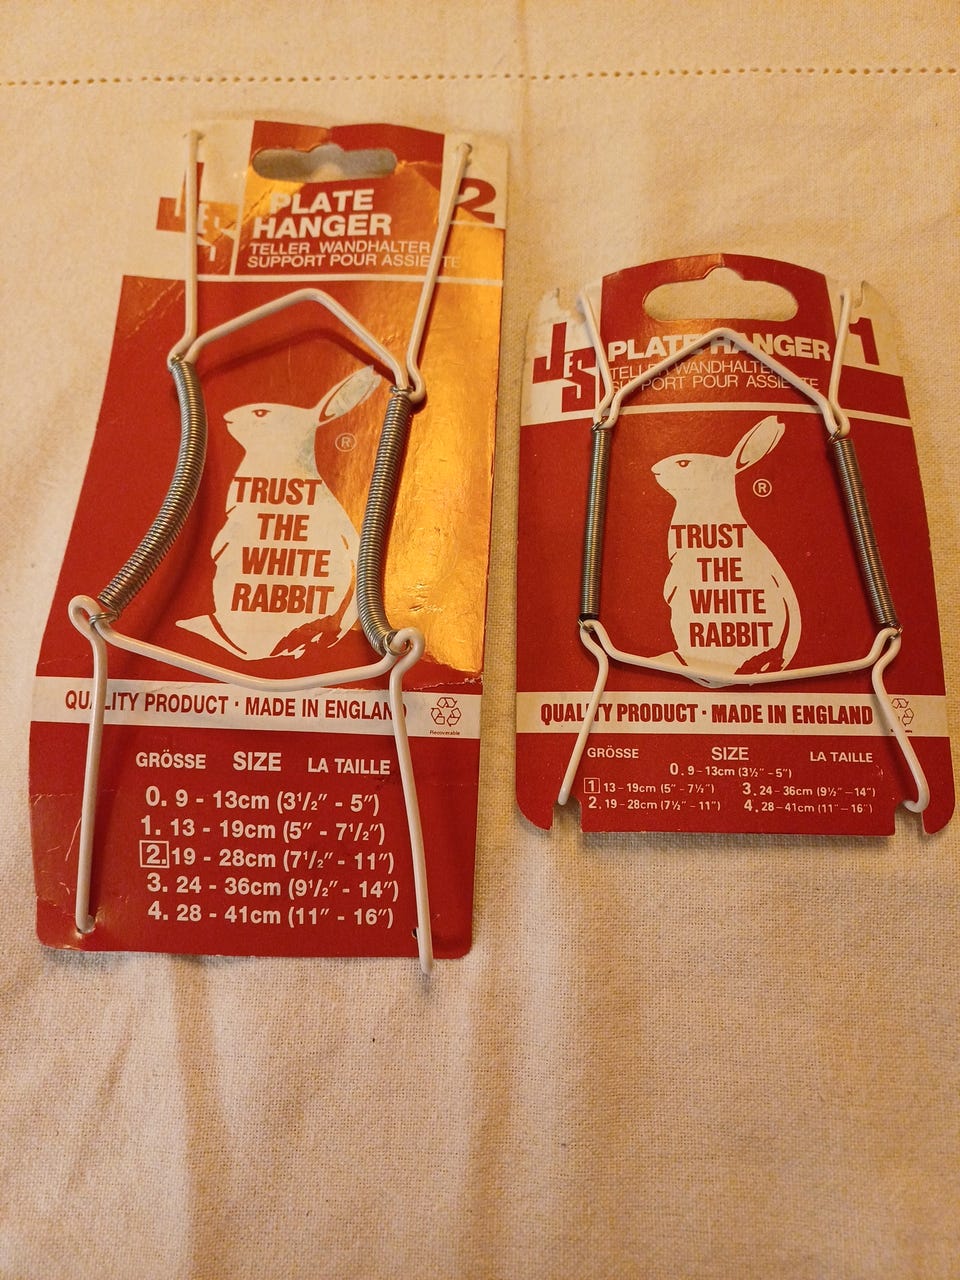 JES
PLATE
HANGER
2
TELLER WANDHALTER
SUPPORT POUR ASSIETTE
®
TRUST
THE
WHITE
RABBIT
QUALITY PRODUCT · MADE IN ENGLAND
Recoverable
GRÖSSE SIZE LA TAILLE
0. 9 - 13cm (3½" - 5")
1. 13 - 19cm (5" - 7½")
2. 19 - 28cm (7½" - 11")
3. 24 - 36cm (9½" - 14")
4. 28 - 41cm (11" - 16")
JES
PLATE HANGER
1
TELLER WANDHALTER
SUPPORT POUR ASSIETTE
®
TRUST
THE
WHITE
RABBIT
QUALITY PRODUCT · MADE IN ENGLAND
GRÖSSE SIZE LA TAILLE
0. 9 - 13cm (3½" - 5")
1 13 - 19cm (5" - 7½") 3. 24 - 36cm (9½" - 14")
2. 19 - 28cm (7½" - 11") 4. 28 - 41cm (11" - 16")